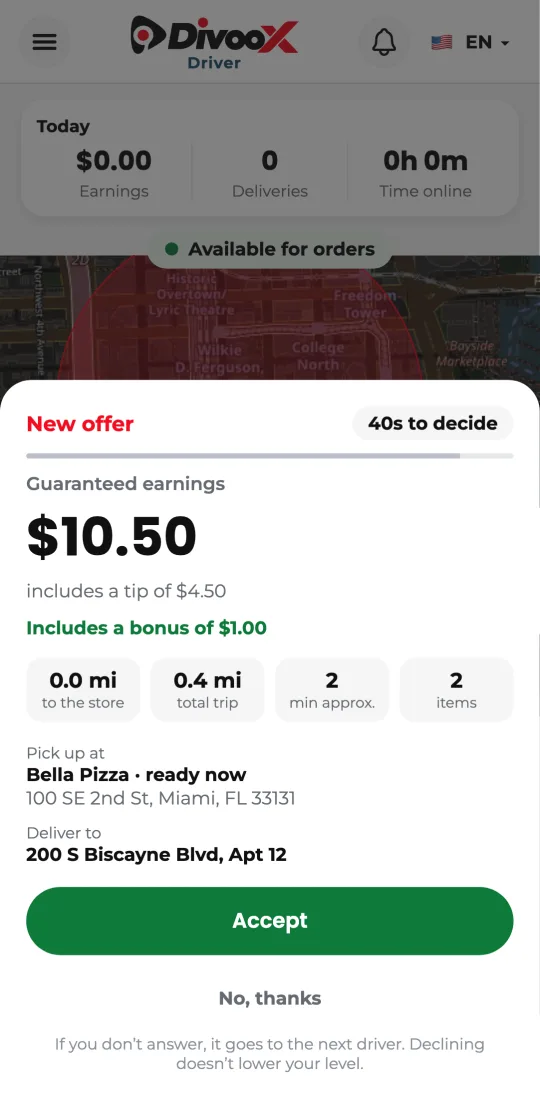 DivooX
Driver
EN
Today
$0.00
Earnings
0
Deliveries
0h 0m
Time online
Available for orders
2D
reet
Northwest 4th Avenue
Historic
Overtown/
Lyric Theatre
Freedom
Tower
Wilkie
D. Ferguson,
College
North
Bayside
Marketplace
New offer
40s to decide
Guaranteed earnings
$10.50
includes a tip of $4.50
Includes a bonus of $1.00
0.0 mi
to the store
0.4 mi
total trip
2
min approx.
2
items
Pick up at
Bella Pizza · ready now
100 SE 2nd St, Miami, FL 33131
Deliver to
200 S Biscayne Blvd, Apt 12
Accept
No, thanks
If you don’t answer, it goes to the next driver. Declining
doesn’t lower your level.